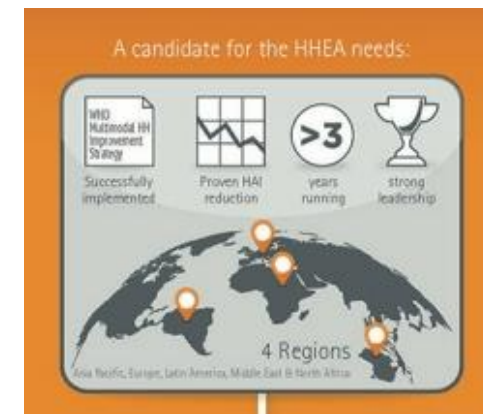 A candidate for the HHEA needs:
WHO
Multimodal HH
Improvement
Strategy
Successfully
implemented
Proven HAI
reduction
>3
years
running
strong
leadership
4 Regions
Asia Pacific, Europe, Latin America, Middle East & North Africa